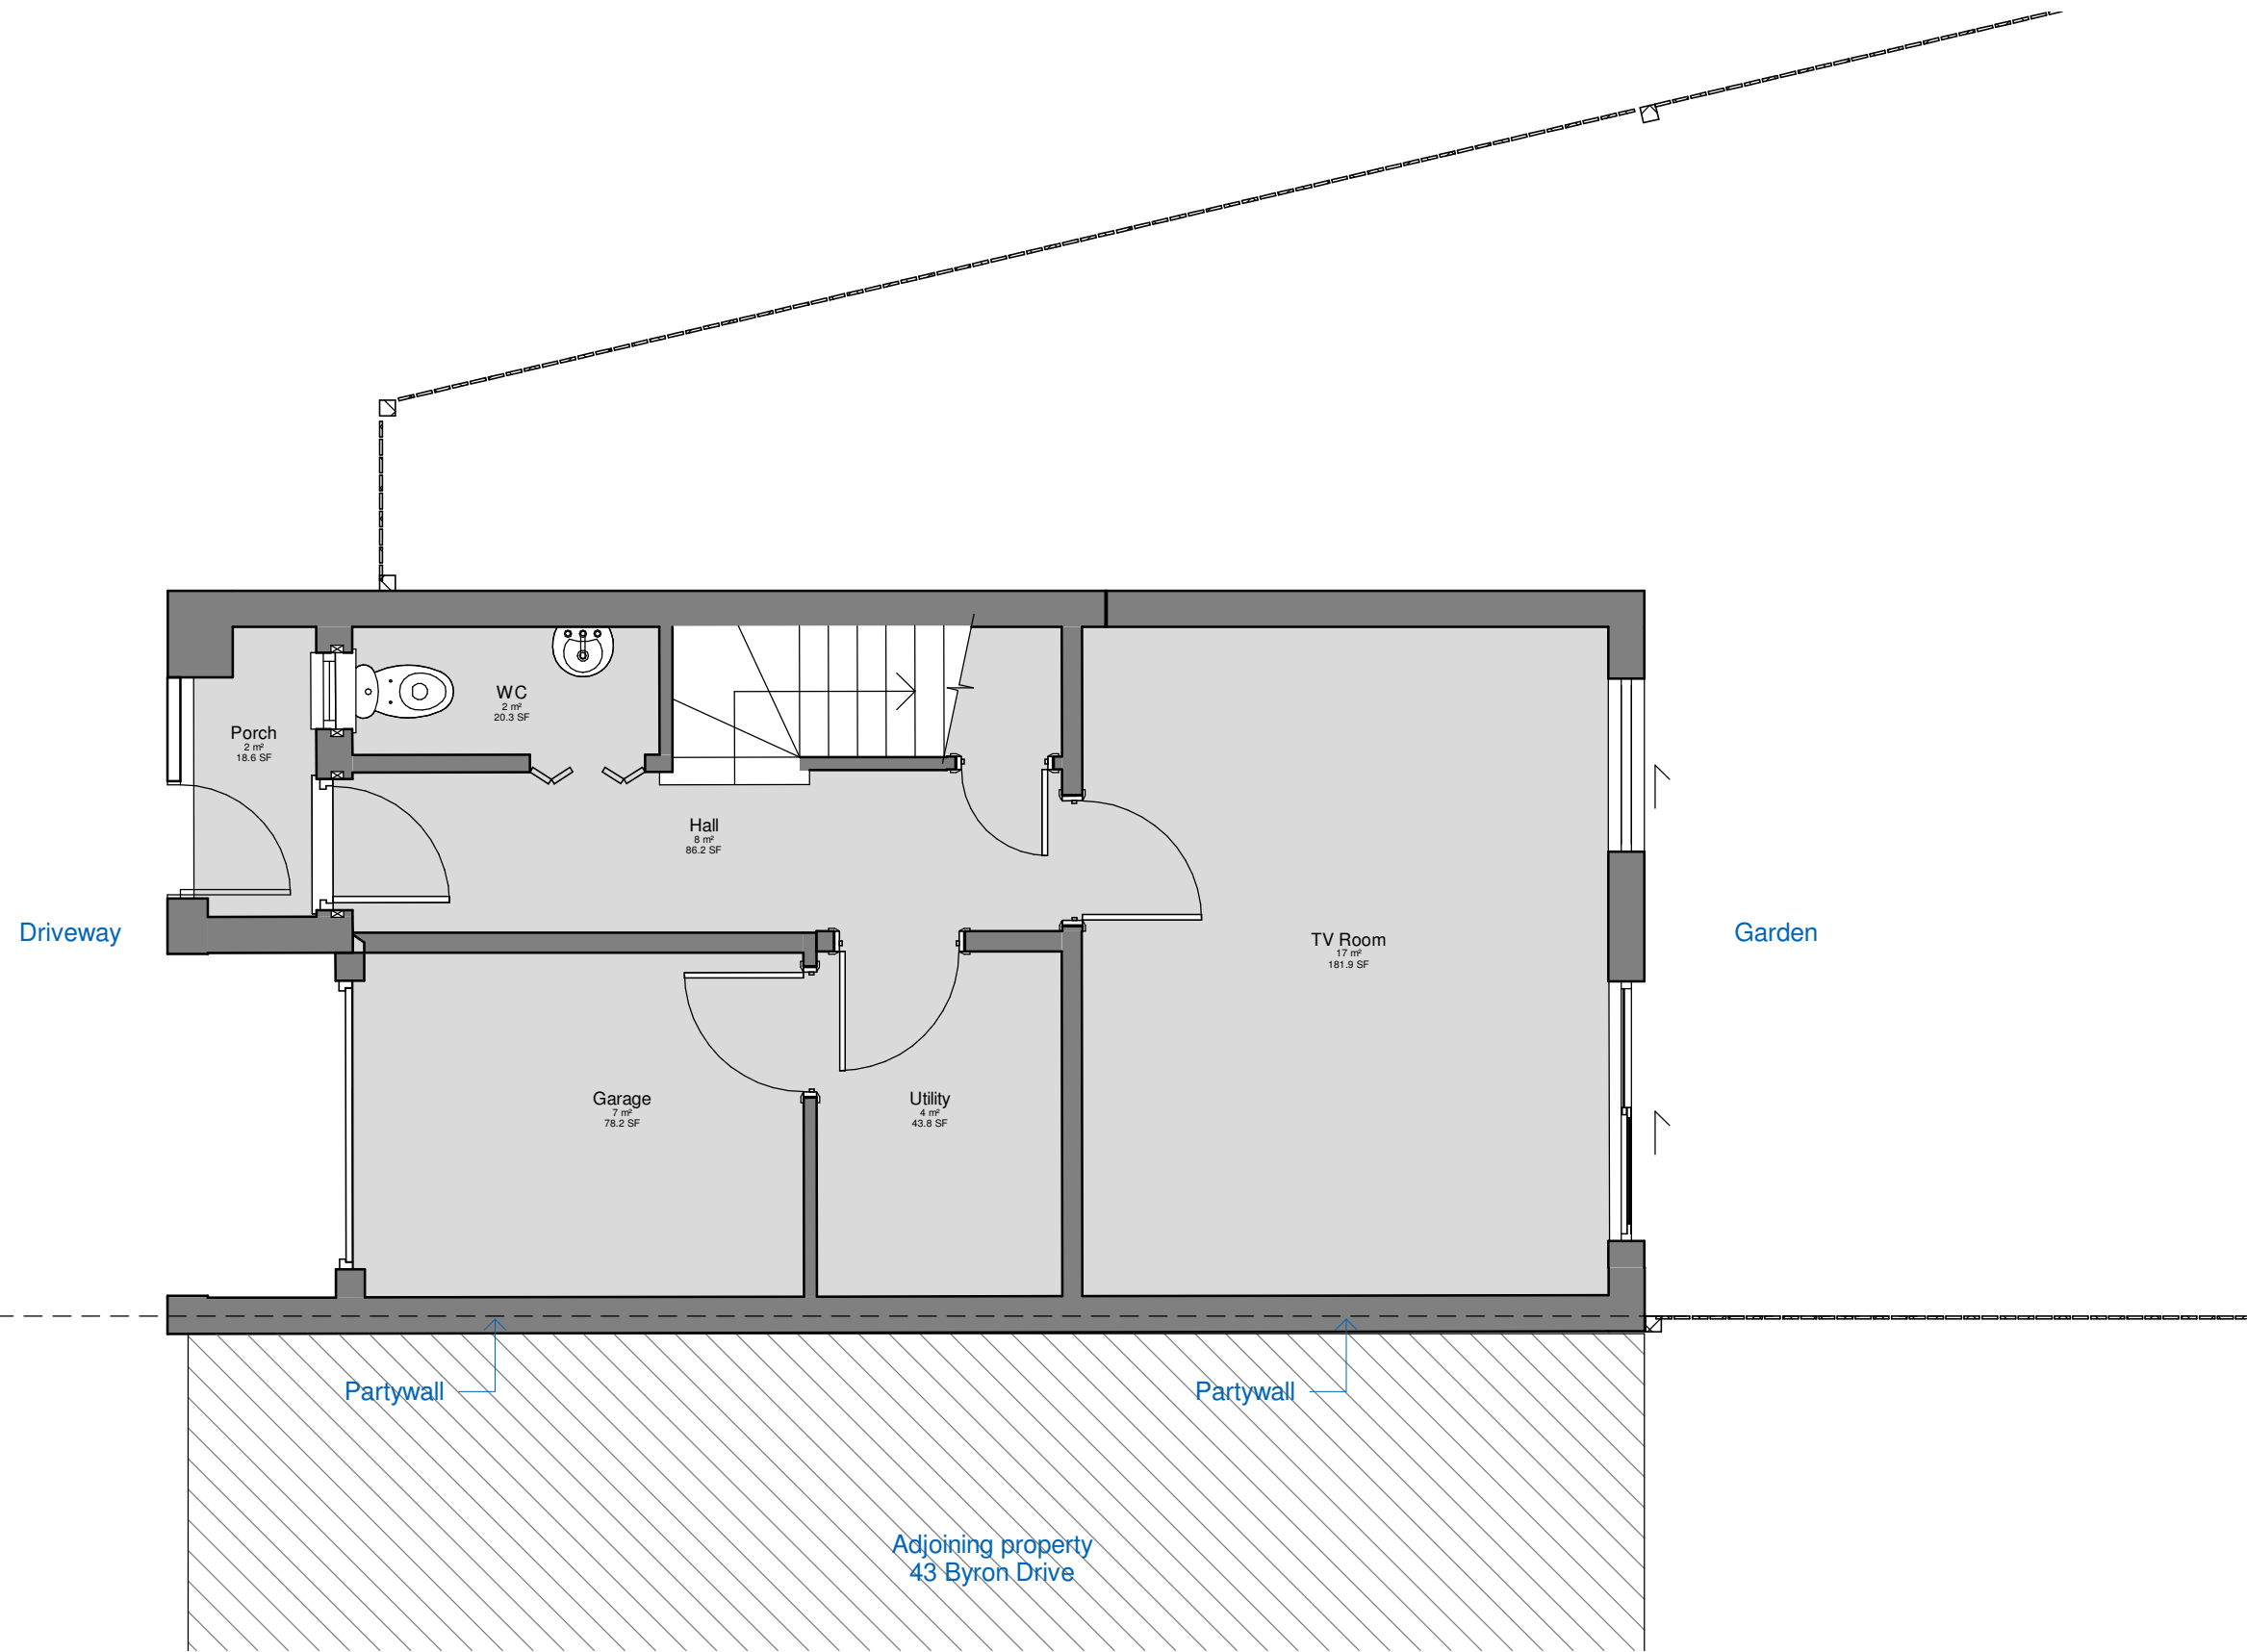 WC
2 m²
20.3 SF
Porch
2 m²
18.6 SF
Hall
8 m²
86.2 SF
Driveway
TV Room
17 m²
181.9 SF
Garden
Garage
7 m²
78.2 SF
Utility
4 m²
43.8 SF
Partywall
Partywall
Adjoining property
43 Byron Drive